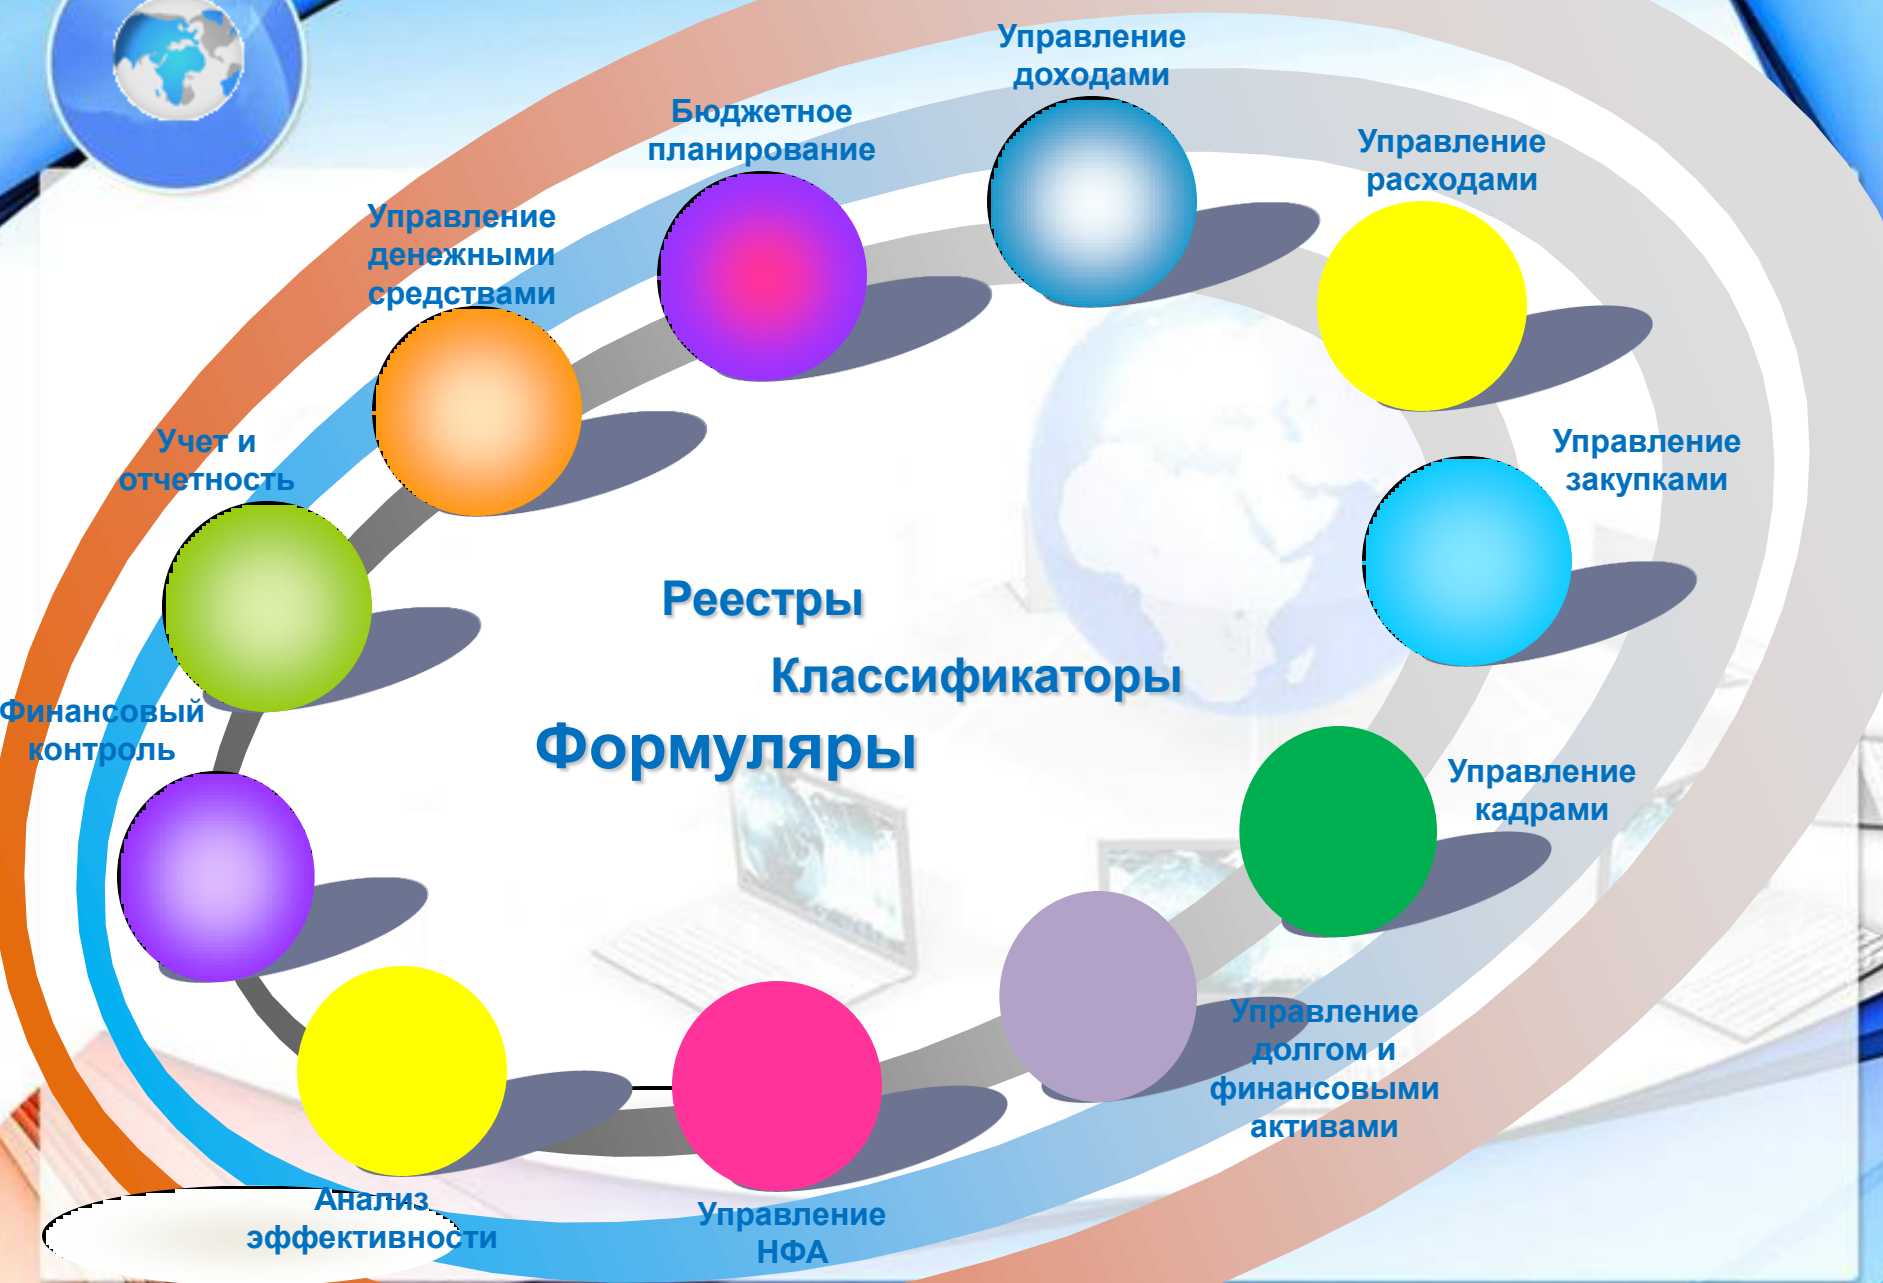 Управление
доходами
Бюджетное
планирование
Управление
расходами
Управление
денежными
средствами
Учет и
отчетность
Управление
закупками
Реестры
Классификаторы
Формуляры
Финансовый
контроль
Управление
кадрами
Управление
долгом и
финансовыми
активами
Анализ
эффективности
Управление
НФА